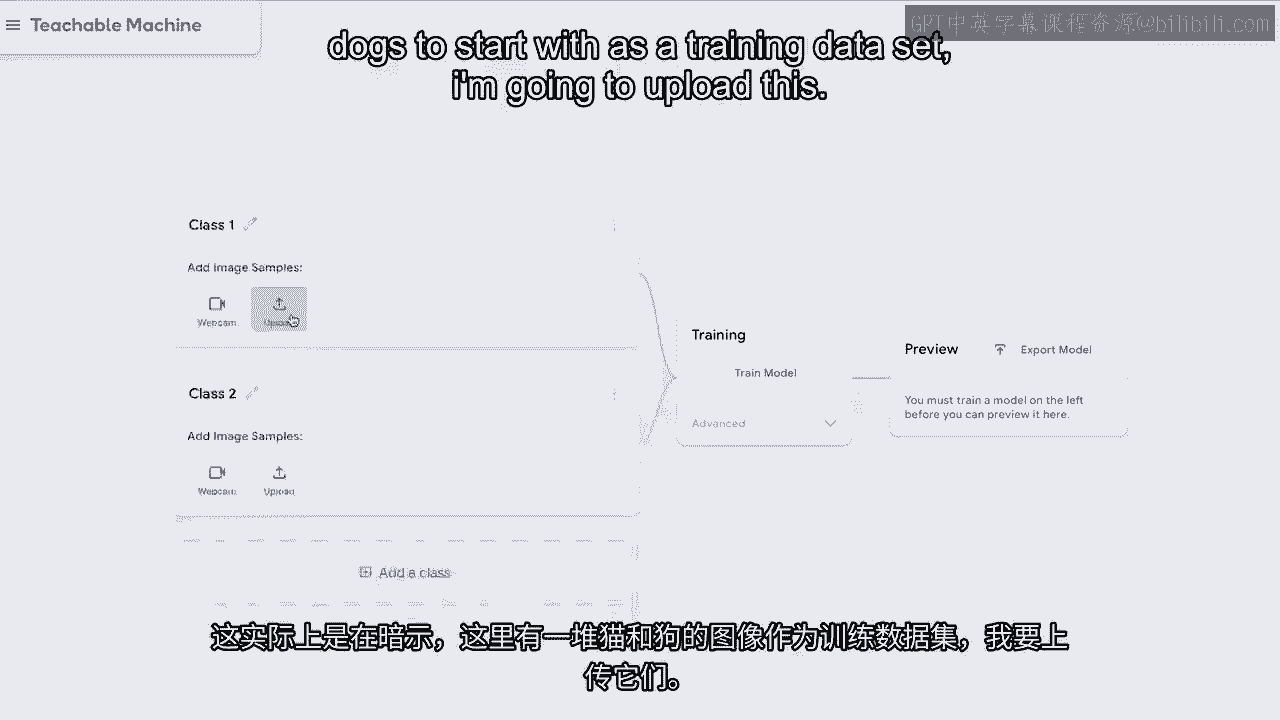 Teachable Machine
GPT中英字幕课程资源@bilibili.com
dogs to start with as a training data set,
i'm going to upload this.
Class 1
Add Image Samples:
Webcam
Upload
Training
Preview
Export Model
Train Model
Class 2
You must train a model on the left
before you can preview it here.
Advanced
Add Image Samples:
Webcam
Upload
Add a class
这实际上是在暗示，这里有一堆猫和狗的图像作为训练数据集，我要上
传它们。